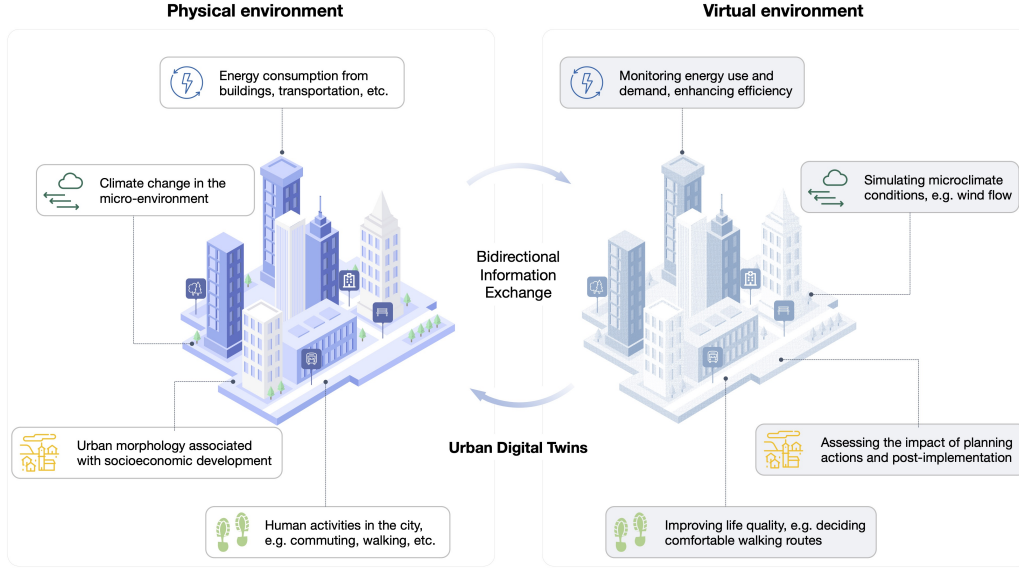 Physical environment
Virtual environment
Energy consumption from
buildings, transportation, etc.
Monitoring energy use and
demand, enhancing efficiency
Climate change in the
micro-environment
Simulating microclimate
conditions, e.g. wind flow
Bidirectional
Information
Exchange
Urban morphology associated
with socioeconomic development
Urban Digital Twins
Assessing the impact of planning
actions and post-implementation
Human activities in the city,
e.g. commuting, walking, etc.
Improving life quality, e.g. deciding
comfortable walking routes